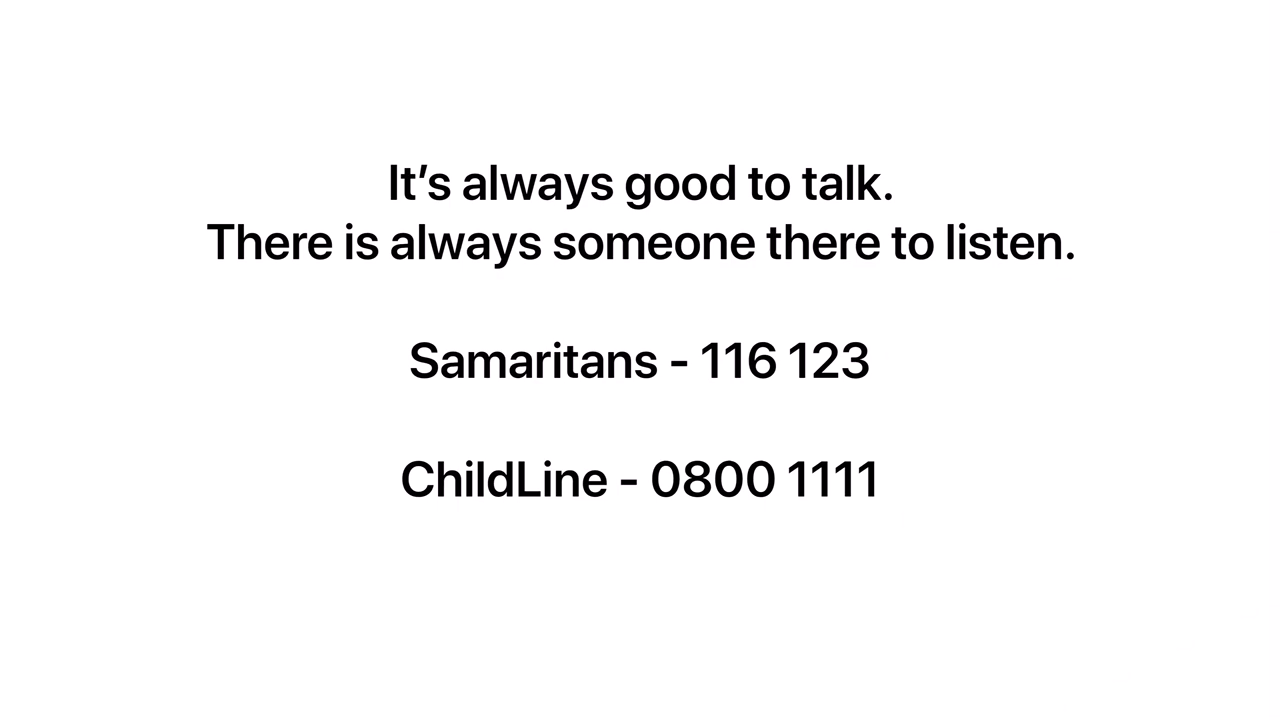 It’s always good to talk.
There is always someone there to listen.
Samaritans - 116 123
ChildLine - 0800 1111